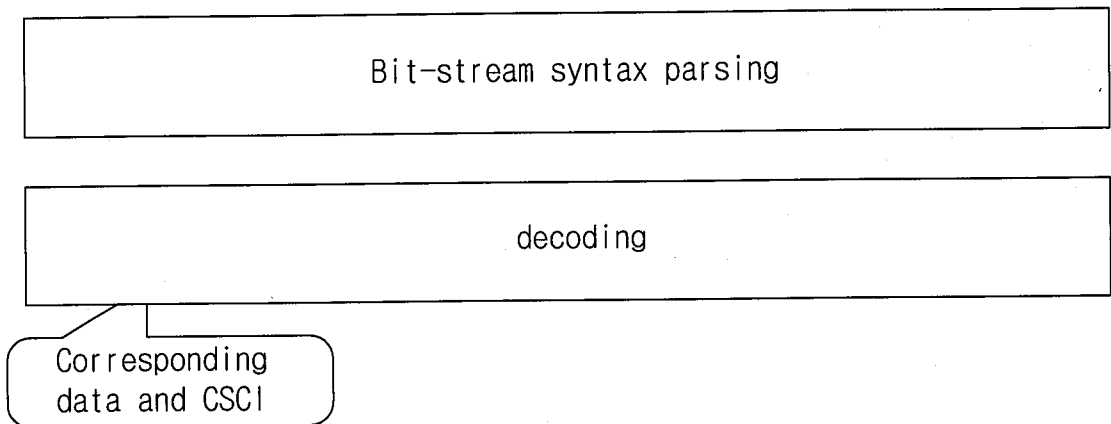 Bit-stream syntax parsing
decoding
Corresponding
data and CSCI